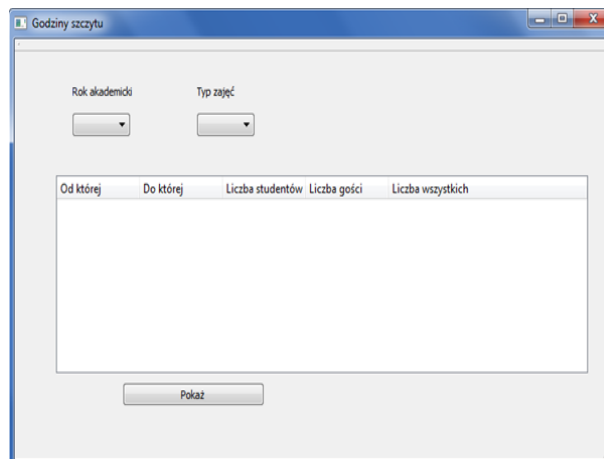 Godziny szczytu
Rok akademicki Typ zajęć
Od której Do której Liczba studentów Liczba gości Liczba wszystkich
Pokaż